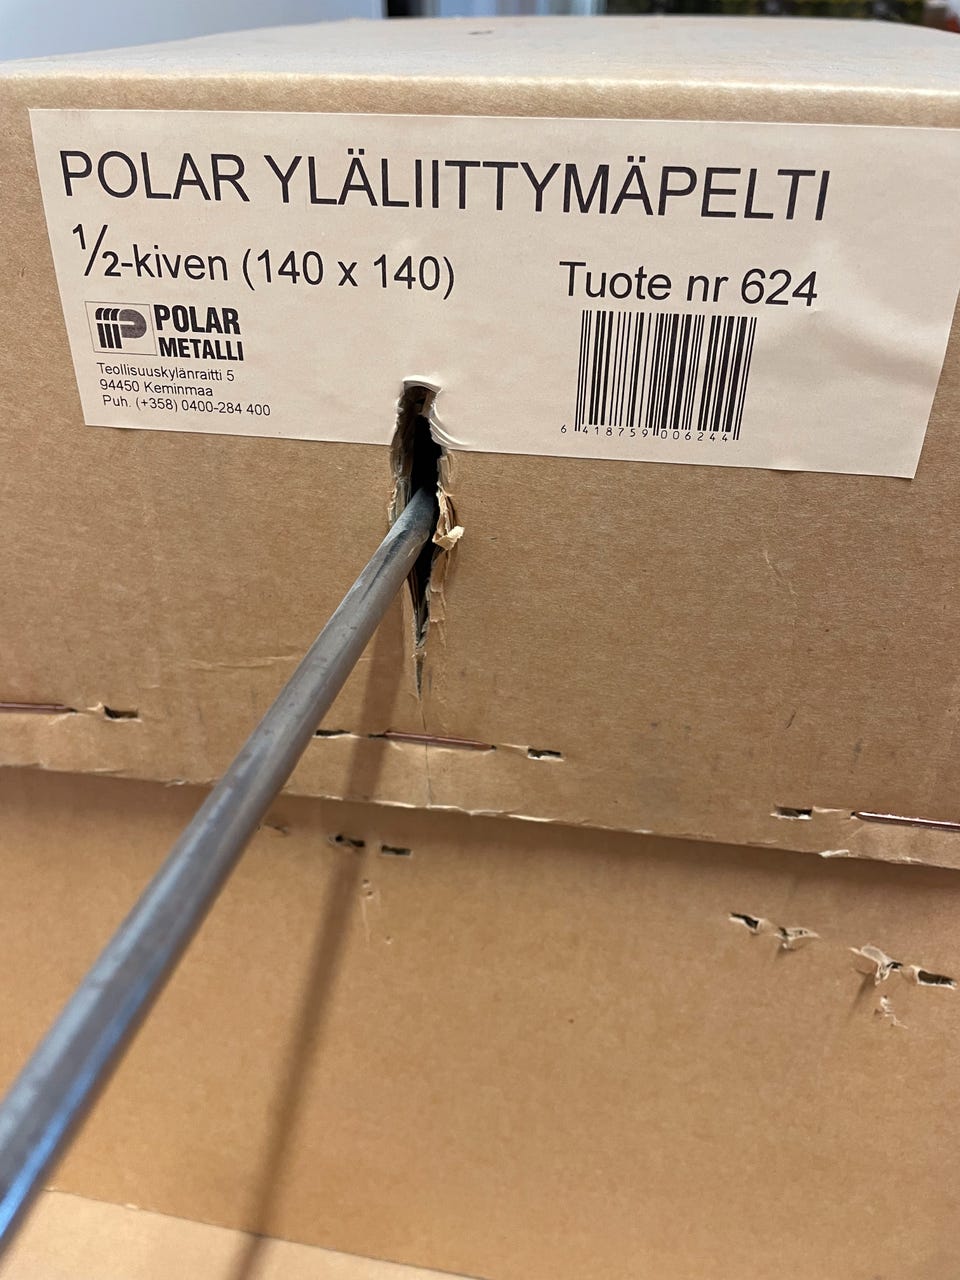 POLAR YLÄLIITTYMÄPELTI
½-kiven (140 x 140)
Tuote nr 624
POLAR
METALLI
Teollisuuskylänraitti 5
94450 Keminmaa
Puh. (+358) 0400-284 400
6 418759 006244